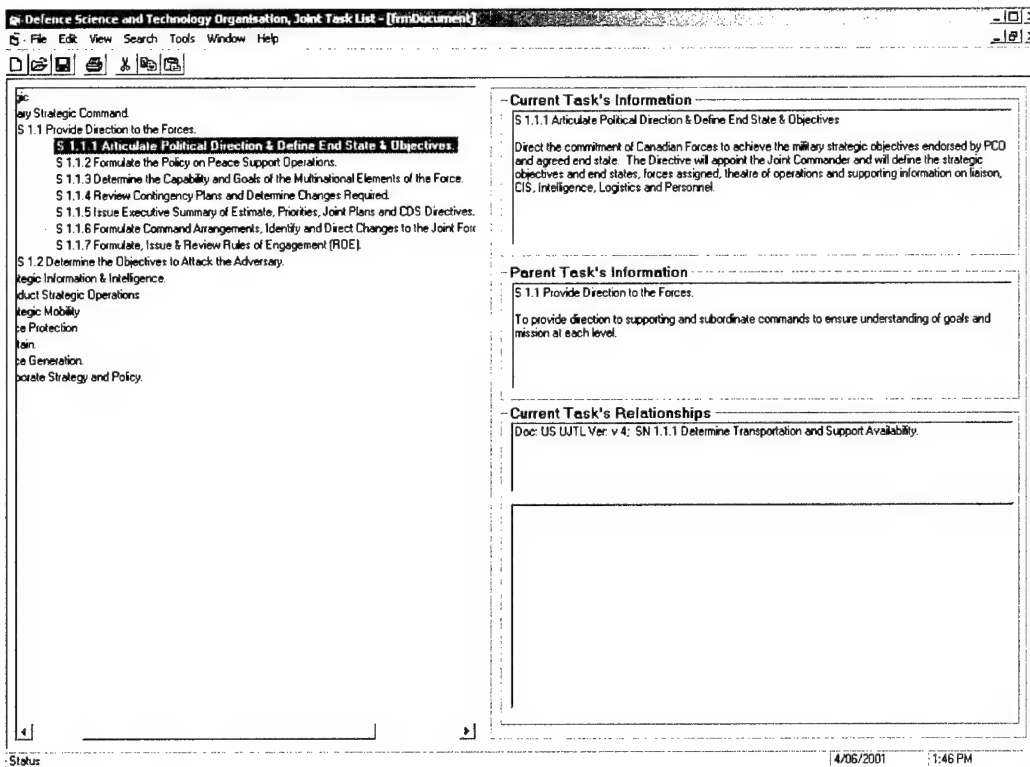 Defence Science and Technology Organisation, Joint Task List - [frmDocument]
File Edit View Search Tools Window Help
gic.
ary Strategic Command.
S 1.1 Provide Direction to the Forces.
S 1.1.1 Articulate Political Direction & Define End State & Objectives.
S 1.1.2 Formulate the Policy on Peace Support Operations.
S 1.1.3 Determine the Capability and Goals of the Multinational Elements of the Force.
S 1.1.4 Review Contingency Plans and Determine Changes Required.
S 1.1.5 Issue Executive Summary of Estimate, Priorities, Joint Plans and CDS Directives.
S 1.1.6 Formulate Command Arrangements, Identify and Direct Changes to the Joint Forc
S 1.1.7 Formulate, Issue & Review Rules of Engagement (ROE).
S 1.2 Determine the Objectives to Attack the Adversary.
tegic Information & Intelligence.
duct Strategic Operations
tegic Mobility
ce Protection
tain.
ce Generation.
porate Strategy and Policy.
Current Task's Information
S 1.1.1 Articulate Political Direction & Define End State & Objectives
Direct the commitment of Canadian Forces to achieve the military strategic objectives endorsed by PCO
and agreed end state. The Directive will appoint the Joint Commander and will define the strategic
objectives and end states, forces assigned, theatre of operations and supporting information on liaison,
CIS, Intelligence, Logistics and Personnel.
Parent Task's Information
S 1.1 Provide Direction to the Forces.
To provide direction to supporting and subordinate commands to ensure understanding of goals and
mission at each level.
Current Task's Relationships
Doc: US UJTL Ver: v 4; SN 1.1.1 Determine Transportation and Support Availability.
Status
4/06/2001
1:46 PM